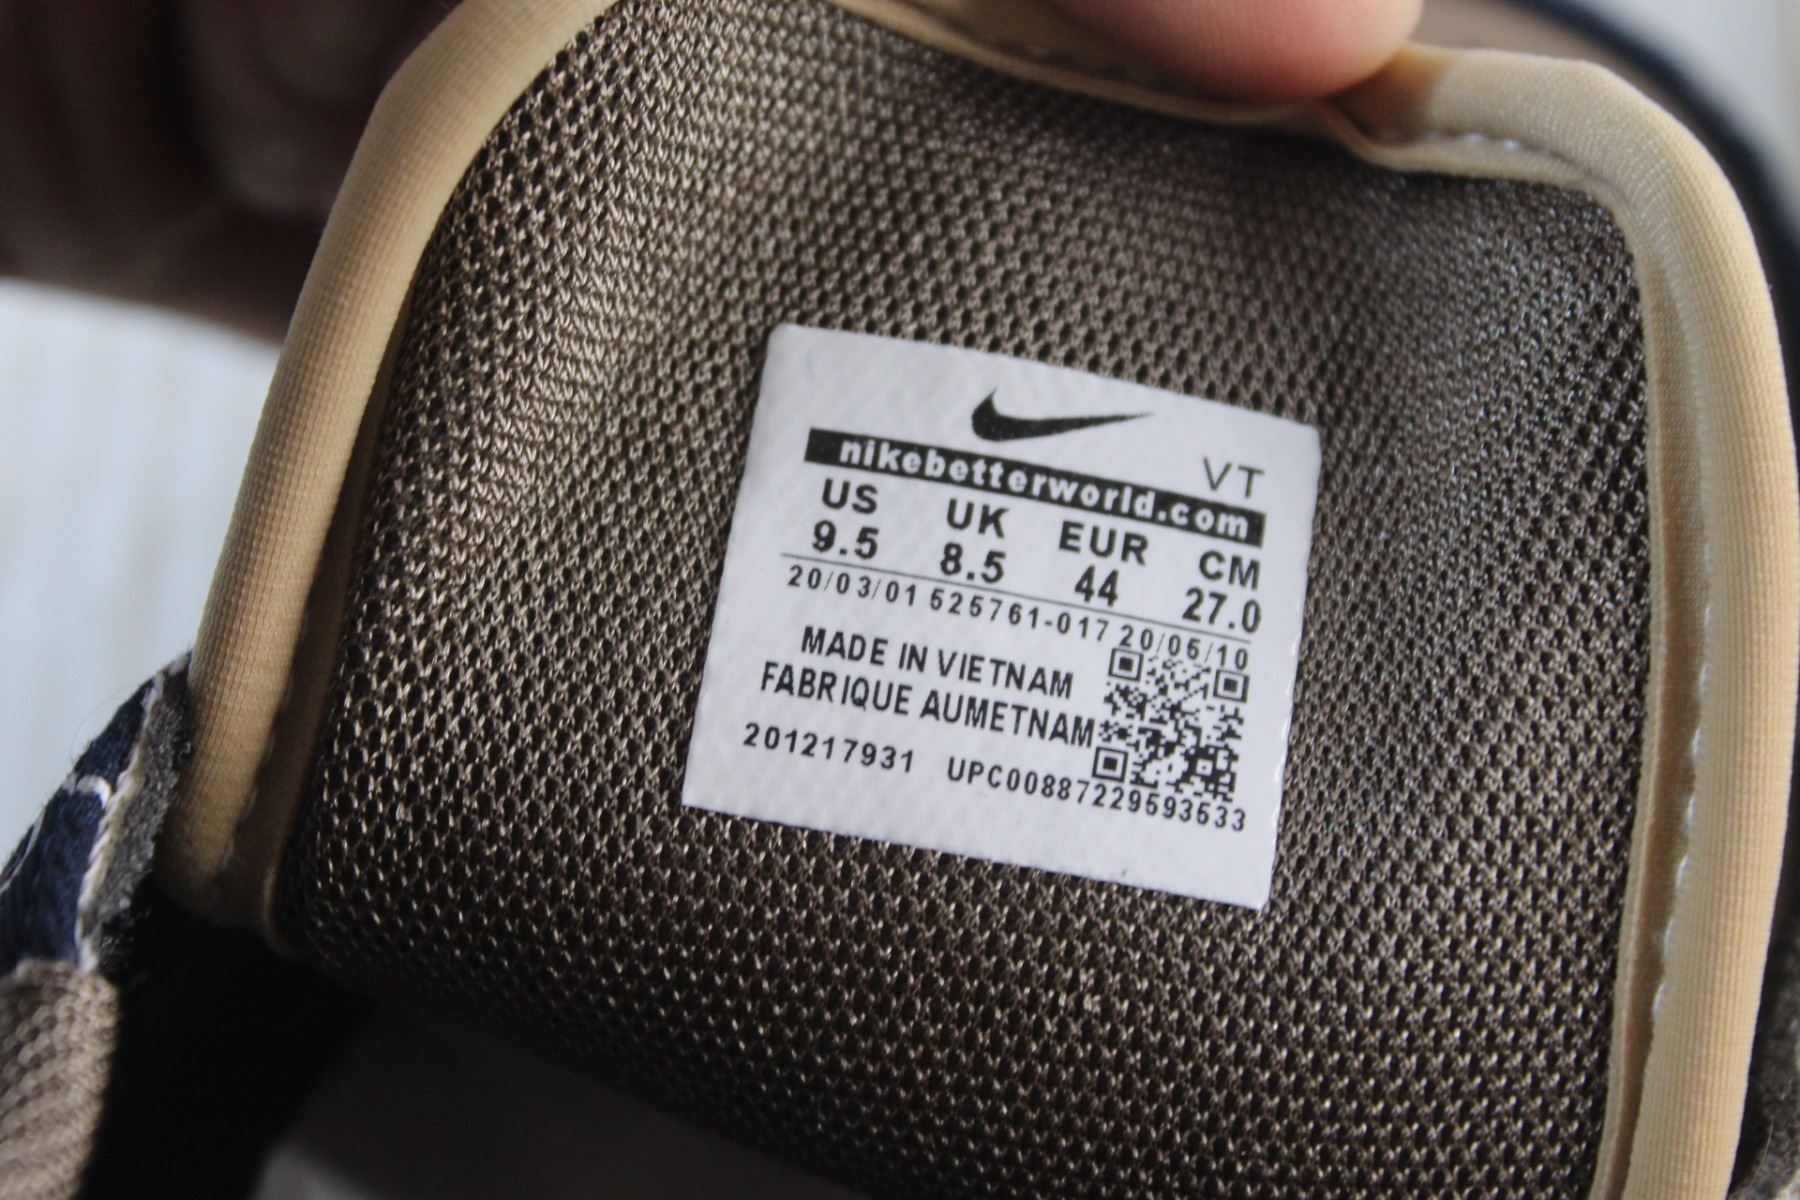 VT
nikebetterworld.com
US UK EUR CM
9.5 8.5 44 27.0
20/03/01 525761-017 20/06/10
MADE IN VIETNAM
FABRIQUE AUMETNAM
201217931 UPC00887229593533